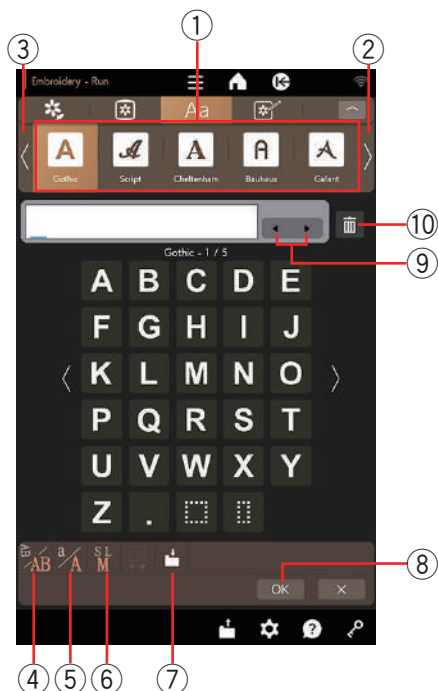 ① 
③ ②
Embroidery - Run
Aa
A A A A A
Gothic Script Cheltenham Bauhaus Galant
⑩
⑨
Gothic - 1 / 5
A B C D E
F G H I J
K L M N O
P Q R S T
U V W X Y
Z .
AB AB a A S L M
⑧
OK ×
?
④ ⑤ ⑥ ⑦